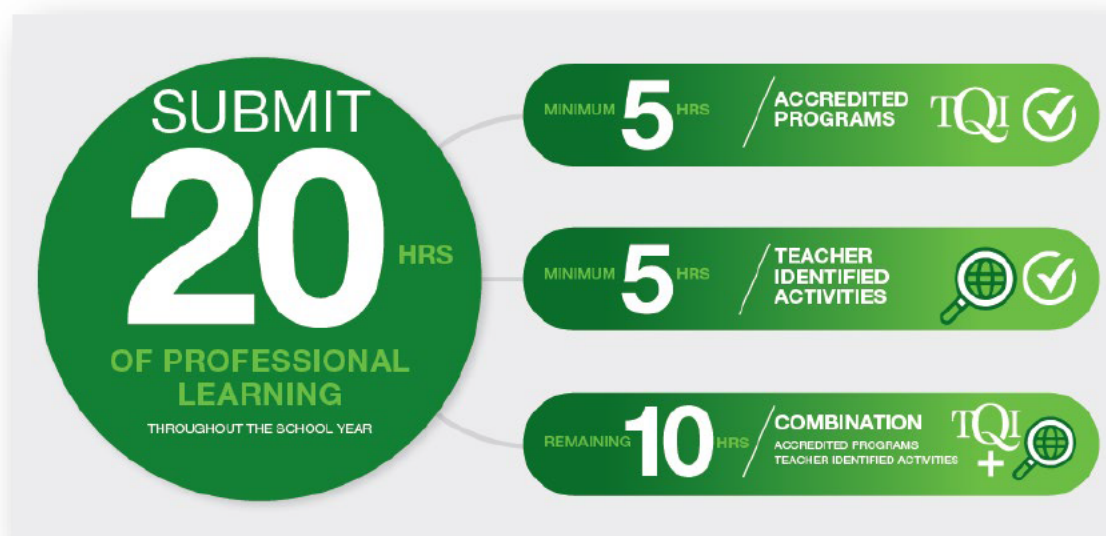 SUBMIT
20 HRS
OF PROFESSIONAL
LEARNING
THROUGHOUT THE SCHOOL YEAR
MINIMUM 5 HRS
ACCREDITED
PROGRAMS
TQI
MINIMUM 5 HRS
TEACHER
IDENTIFIED
ACTIVITIES
REMAINING 10 HRS
COMBINATION
ACCREDITED PROGRAMS
TEACHER IDENTIFIED ACTIVITIES
TQI
+